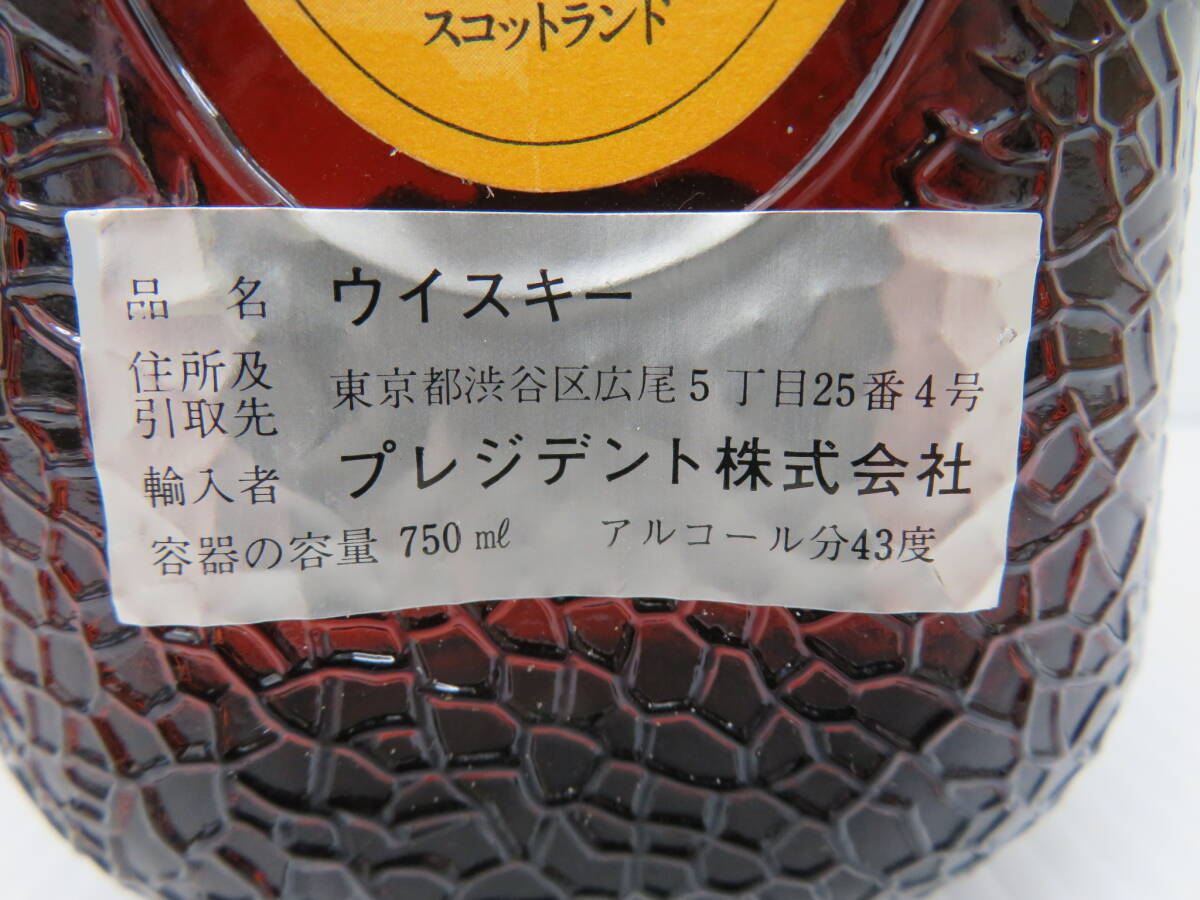 スコットランド
品名 ウイスキー
住所及
引取先 東京都渋谷区広尾5丁目25番4号
輸入者 プレジデント株式会社
容器の容量 750㎖ アルコール分43度